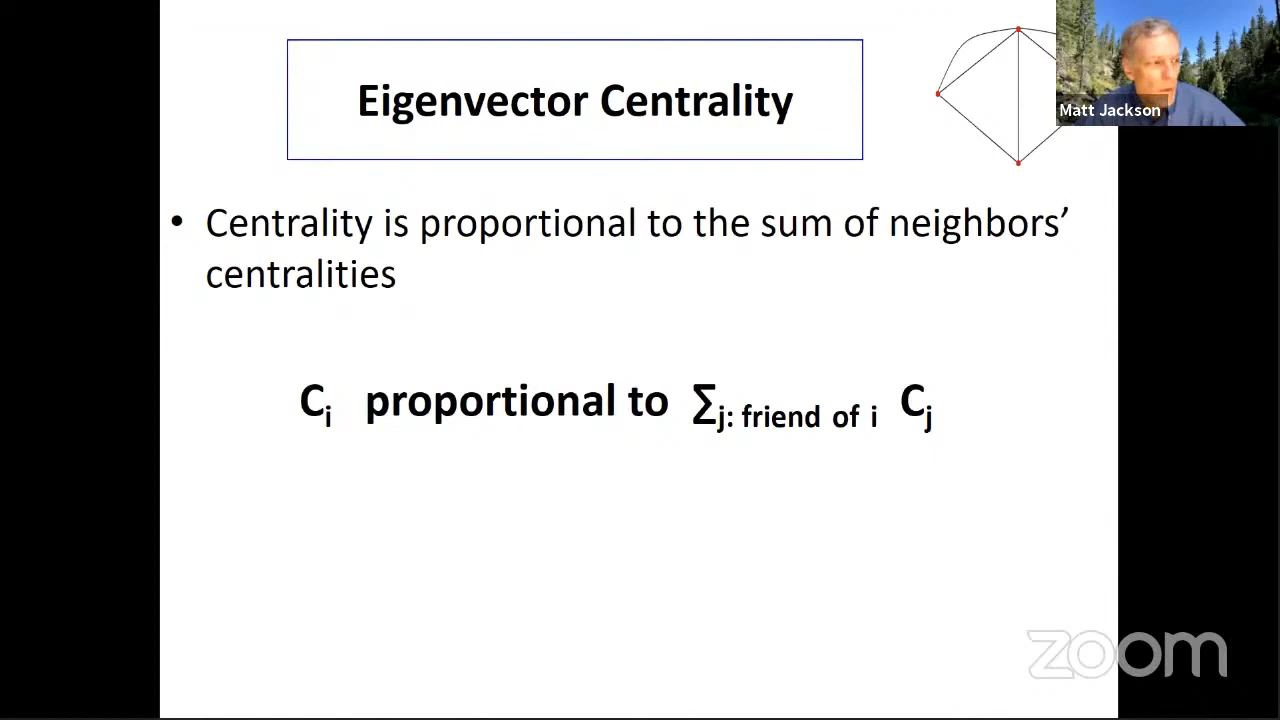 Eigenvector Centrality
Matt Jackson
• Centrality is proportional to the sum of neighbors’
centralities
Cᵢ proportional to ∑j: friend of i Cⱼ
zoom